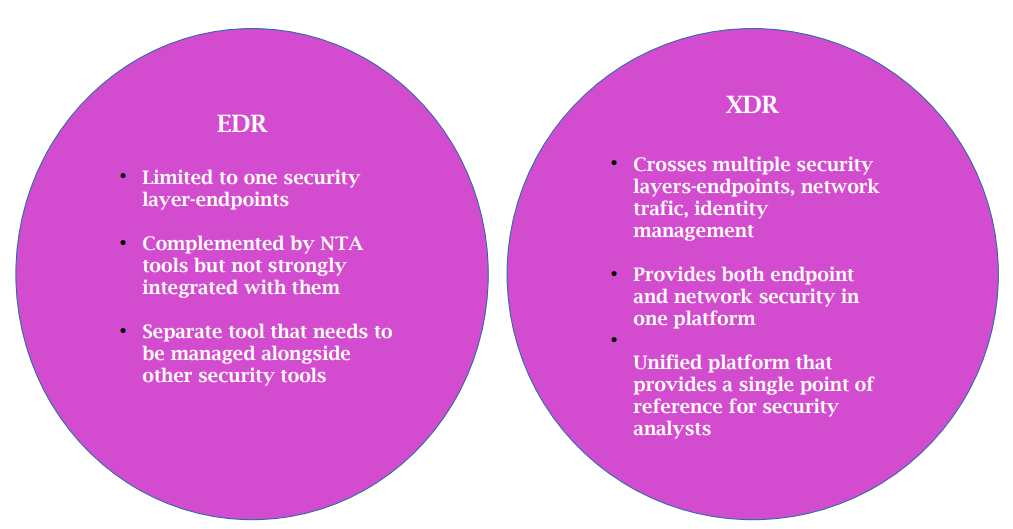 EDR
• Limited to one security
layer-endpoints
• Complemented by NTA
tools but not strongly
integrated with them
• Separate tool that needs to
be managed alongside
other security tools
XDR
• Crosses multiple security
layers-endpoints, network
trafic, identity
management
• Provides both endpoint
and network security in
one platform
•
Unified platform that
provides a single point of
reference for security
analysts